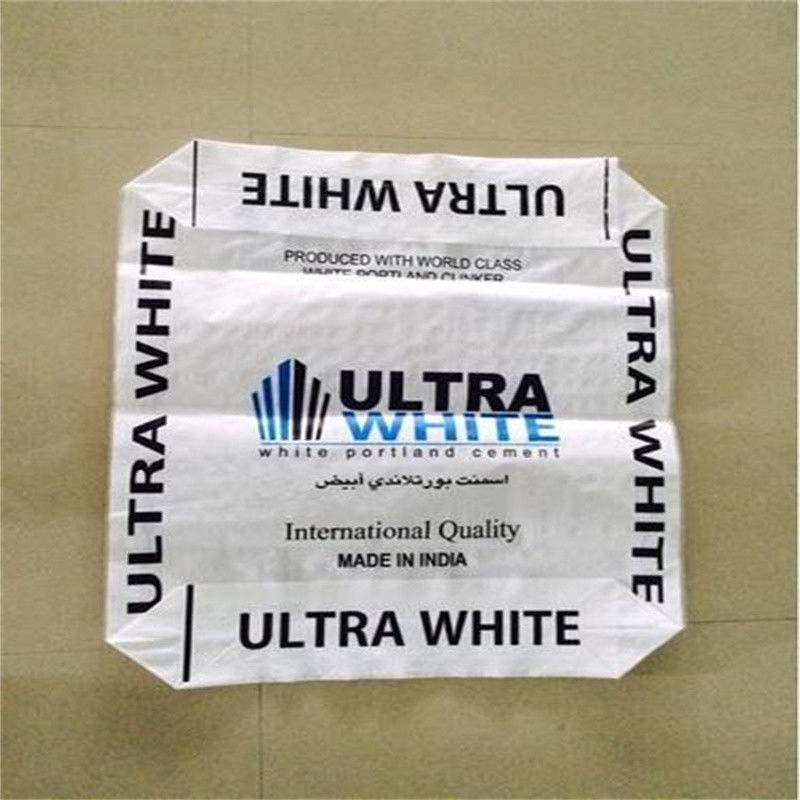 ULTRA WHITE
PRODUCED WITH WORLD CLASS
WHITE PORTLAND CLINKER
ULTRA WHITE
ULTRA WHITE
ULTRA
WHITE
white portland cement
اسمنت بورتلاندي أبيض
International Quality
MADE IN INDIA
ULTRA WHITE